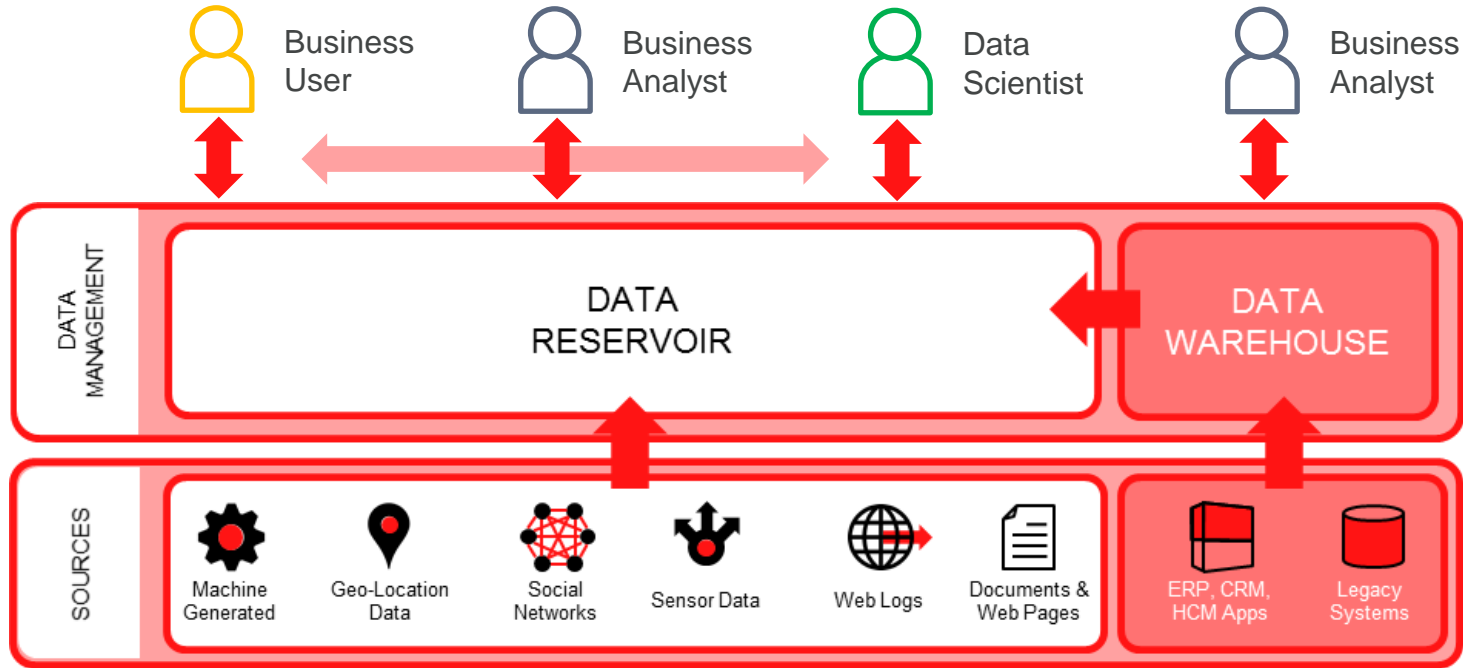 Business
User
Business
Analyst
Data
Scientist
Business
Analyst
DATA
MANAGEMENT
DATA
RESERVOIR
DATA
WAREHOUSE
SOURCES
Machine
Generated
Geo-Location
Data
Social
Networks
Sensor Data
Web Logs
Documents &
Web Pages
ERP, CRM,
HCM Apps
Legacy
Systems